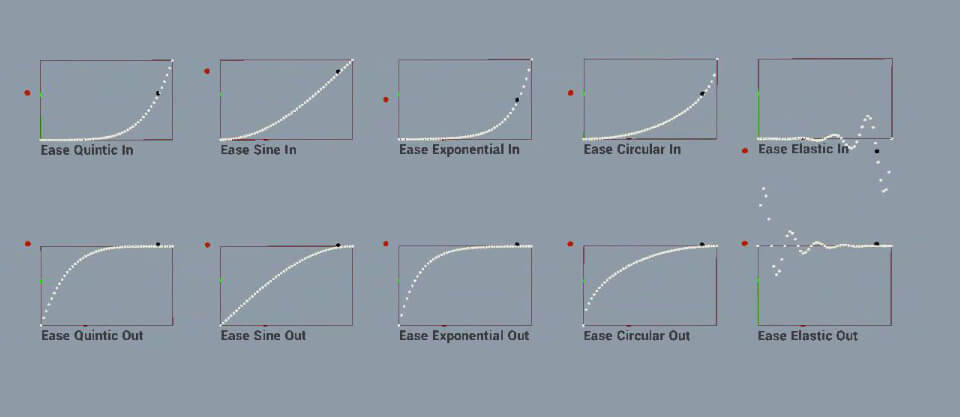 Ease Quintic In
Ease Sine In
Ease Exponential In
Ease Circular In
Ease Elastic In
Ease Quintic Out
Ease Sine Out
Ease Exponential Out
Ease Circular Out
Ease Elastic Out